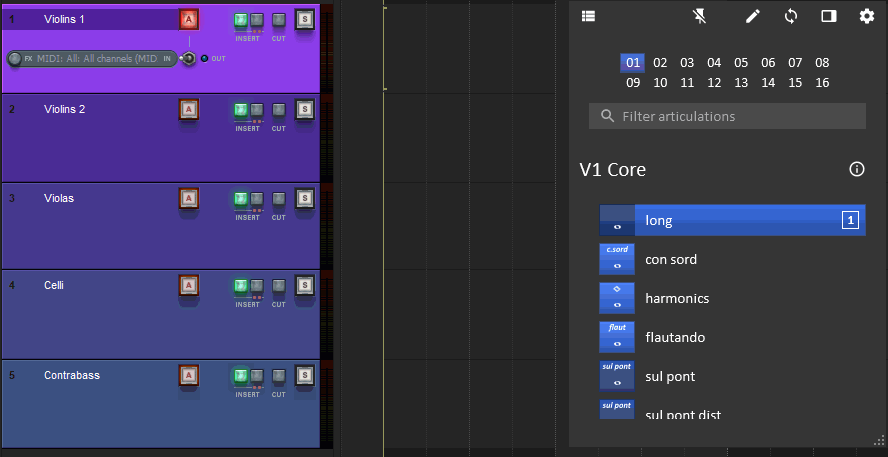 1 Violins 1 A INSERT CUT S
FX MIDI: All: All channels (MID IN OUT
2 Violins 2 A INSERT CUT S
3 Violas A INSERT CUT S
4 Celli A INSERT CUT S
5 Contrabass A INSERT CUT S
01 02 03 04 05 06 07 08
09 10 11 12 13 14 15 16
Filter articulations
V1 Core
long 1
c.sord con sord
harmonics
flaut flautando
sul pont sul pont
sul pont sul pont dist